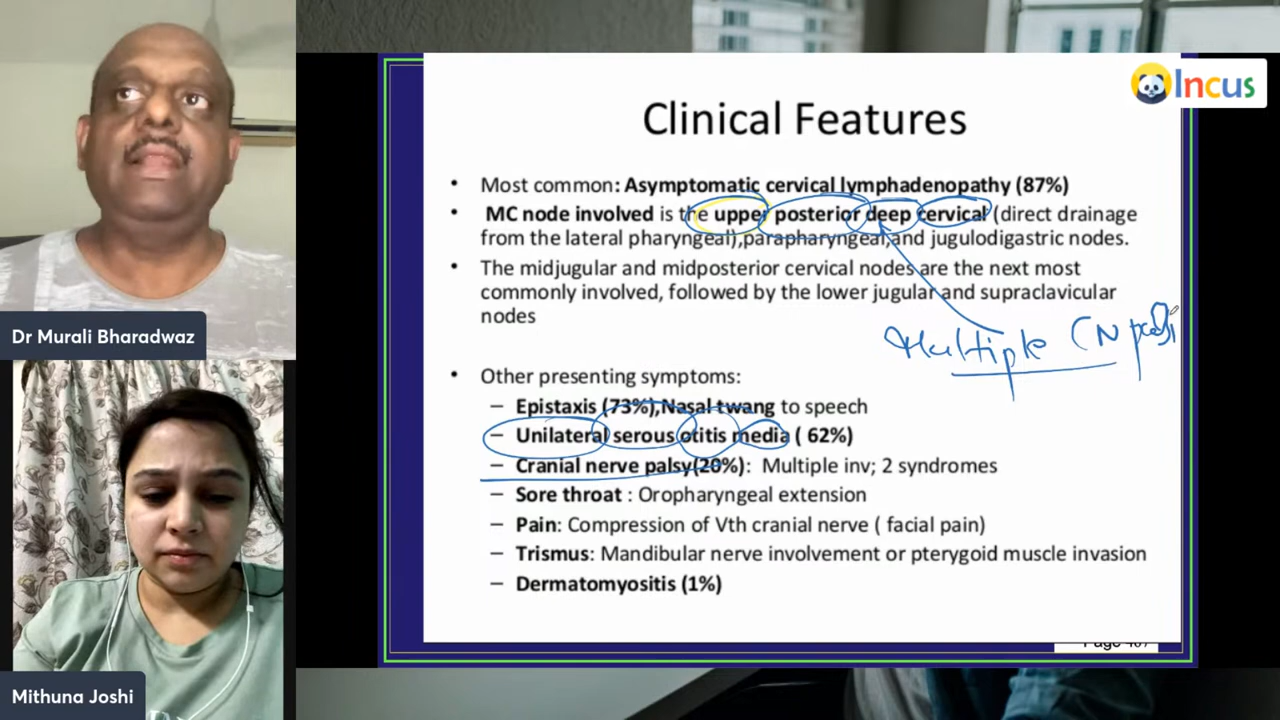 Incus
Clinical Features
• Most common: Asymptomatic cervical lymphadenopathy (87%)
• MC node involved is the upper posterior deep cervical (direct drainage
from the lateral pharyngeal),parapharyngeal,and jugulodigastric nodes.
• The midjugular and midposterior cervical nodes are the next most
commonly involved, followed by the lower jugular and supraclavicular
nodes
Multiple CN
• Other presenting symptoms:
– Epistaxis (73%),Nasal twang to speech
– Unilateral serous otitis media ( 62%)
– Cranial nerve palsy(20%): Multiple inv; 2 syndromes
– Sore throat : Oropharyngeal extension
– Pain: Compression of Vth cranial nerve ( facial pain)
– Trismus: Mandibular nerve involvement or pterygoid muscle invasion
– Dermatomyositis (1%)
Dr Murali Bharadwaz
Mithuna Joshi